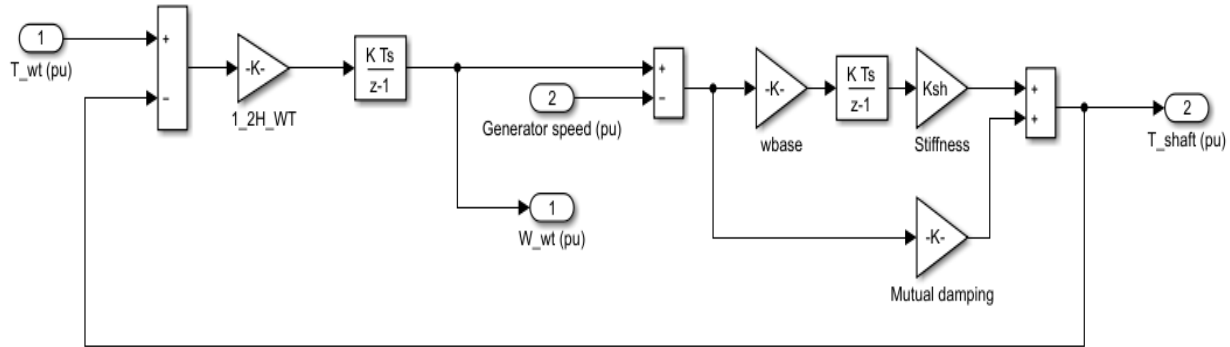 1
T_wt (pu)
+
−
-K-
1_2H_WT
K Ts
z-1
2
Generator speed (pu)
+
−
1
W_wt (pu)
-K-
wbase
K Ts
z-1
Ksh
Stiffness
-K-
Mutual damping
+
+
2
T_shaft (pu)